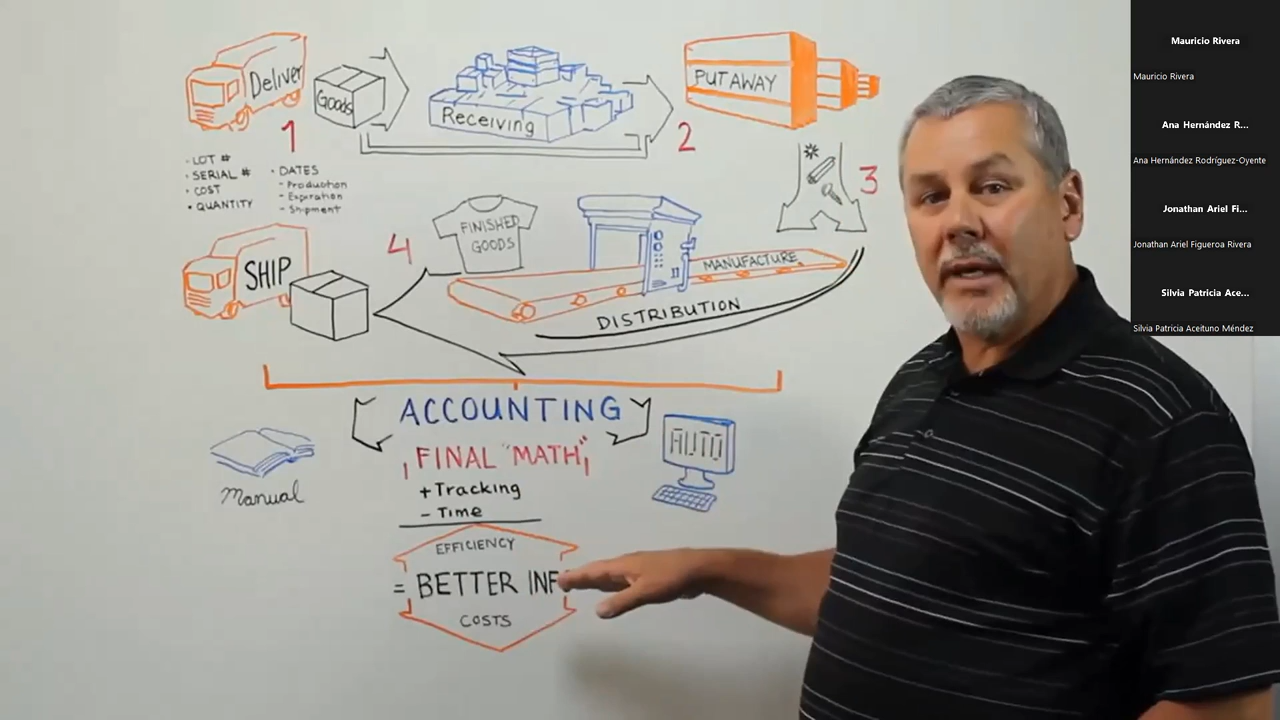 Deliver
Goods
1
Receiving
2
PUTAWAY
3
• LOT #
• SERIAL #
• COST
• QUANTITY
• DATES
- Production
- Expiration
- Shipment
SHIP
4
FINISHED
GOODS
MANUFACTURE
DISTRIBUTION
ACCOUNTING
FINAL "MATH"
+ Tracking
- Time
EFFICIENCY
= BETTER INF
COSTS
Manual
AUTO
Mauricio Rivera
Mauricio Rivera
Ana Hernández R...
Ana Hernández Rodríguez-Oyente
Jonathan Ariel Fi...
Jonathan Ariel Figueroa Rivera
Silvia Patricia Ace...
Silvia Patricia Aceituno Méndez